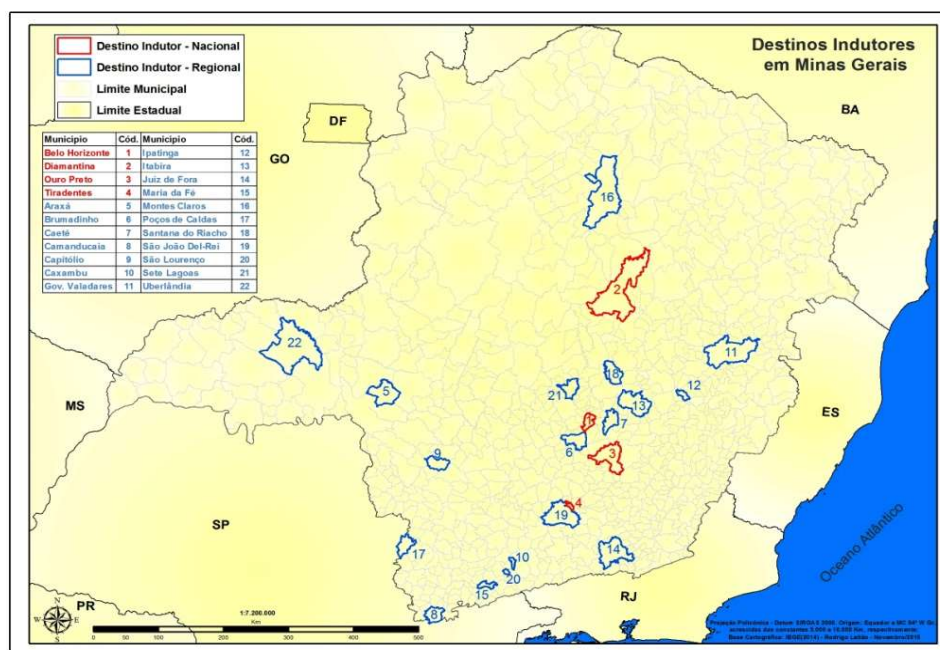 Destino Indutor - Nacional
Destino Indutor - Regional
Limite Municipal
Limite Estadual
Destinos Indutores
em Minas Gerais
Município Cód. Município Cód.
Belo Horizonte 1 Ipatinga 12
Diamantina 2 Itabira 13
Ouro Preto 3 Juiz de Fora 14
Tiradentes 4 Maria da Fé 15
Araxá 5 Montes Claros 16
Brumadinho 6 Poços de Caldas 17
Caeté 7 Santana do Riacho 18
Camanducaia 8 São João Del-Rei 19
Capitólio 9 São Lourenço 20
Caxambu 10 Sete Lagoas 21
Gov. Valadares 11 Uberlândia 22
DF
GO
BA
16
2
22
11
MS
5
18
21
12
13
1
7
ES
6
3
9
4
19
SP
17
14
10
20
15
8
RJ
PR
Oceano Atlântico
N
W
E
S
1:7.200.000
Km
0 100 200 300 400 500